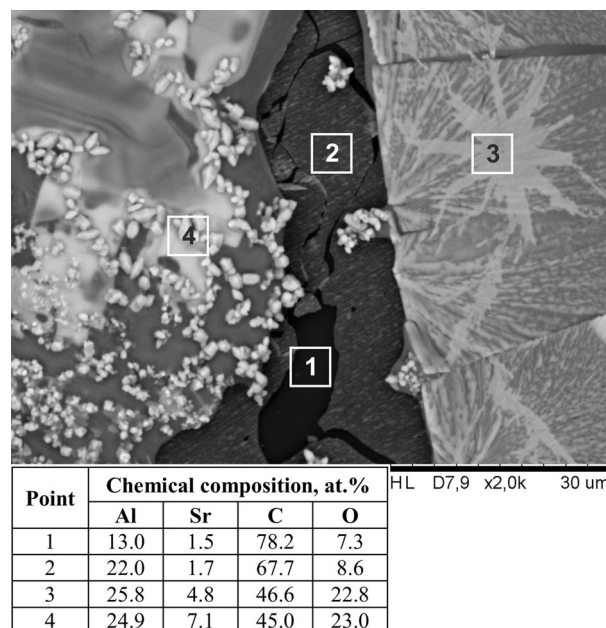 2
3
4
1
HL D7,9 x2,0k 30 um
Point Chemical composition, at.%
Al Sr C O
1 13.0 1.5 78.2 7.3
2 22.0 1.7 67.7 8.6
3 25.8 4.8 46.6 22.8
4 24.9 7.1 45.0 23.0